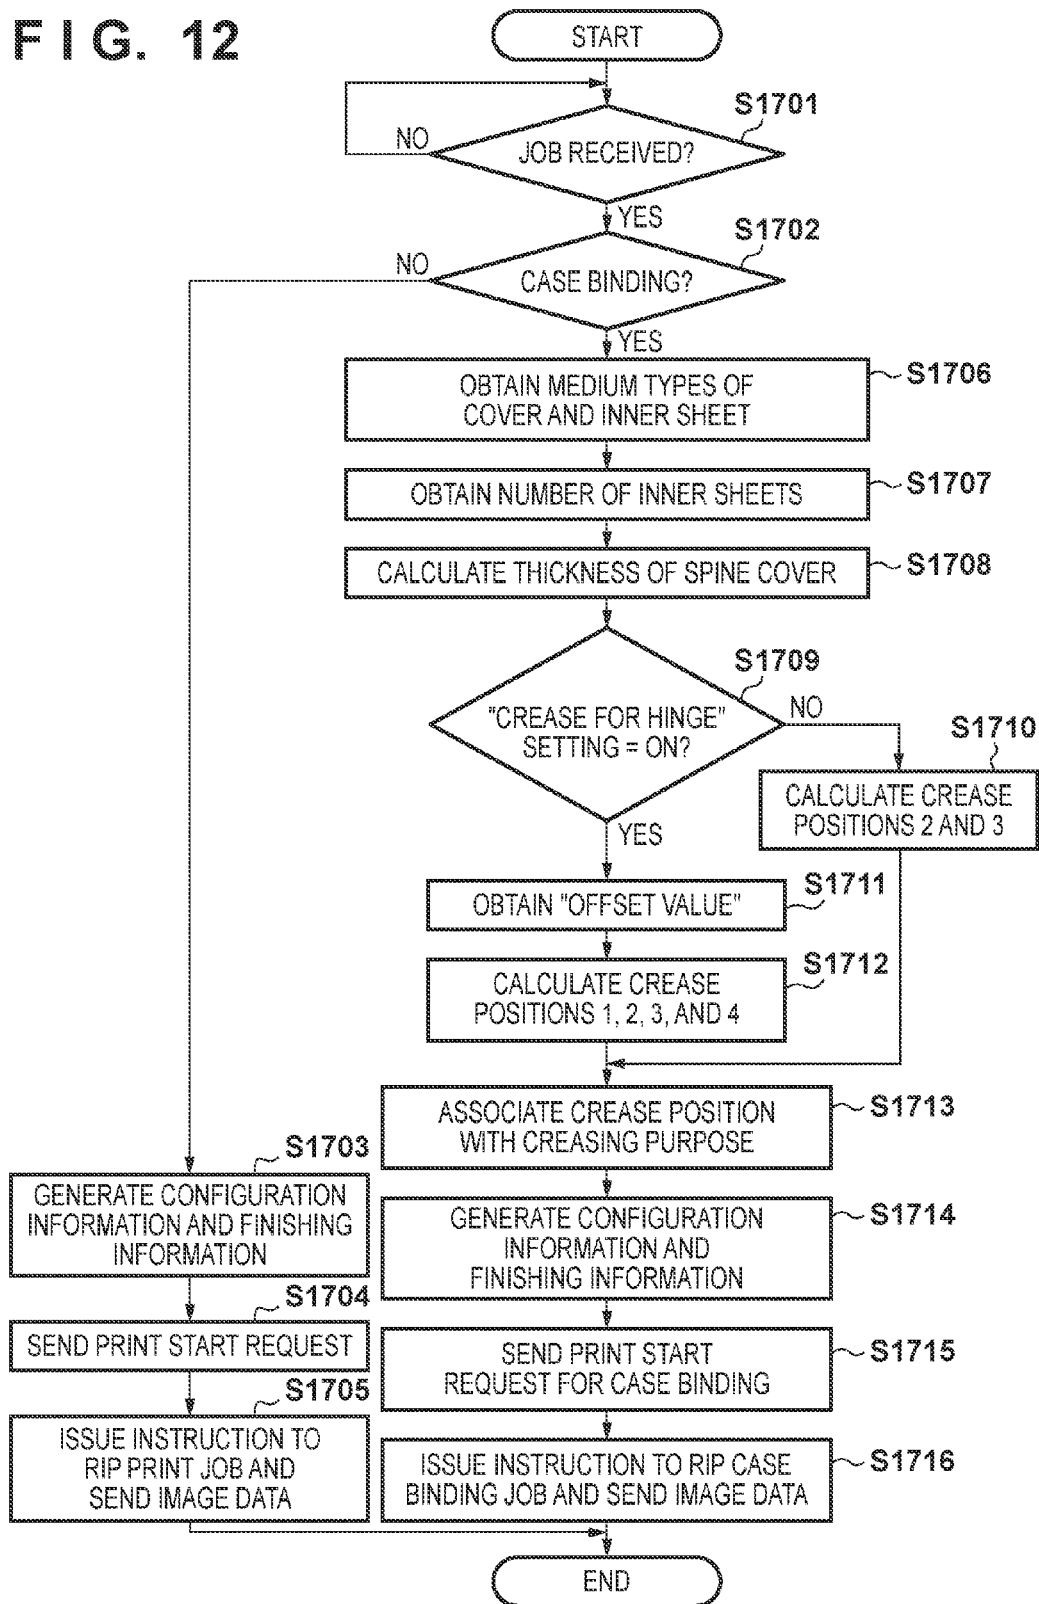 FIG. 12
START
S1701
NO
JOB RECEIVED?
YES
S1702
NO
CASE BINDING?
YES
S1706
OBTAIN MEDIUM TYPES OF
COVER AND INNER SHEET
S1707
OBTAIN NUMBER OF INNER SHEETS
S1708
CALCULATE THICKNESS OF SPINE COVER
S1709
"CREASE FOR HINGE"
SETTING = ON?
NO
YES
S1710
CALCULATE CREASE
POSITIONS 2 AND 3
S1711
OBTAIN "OFFSET VALUE"
S1712
CALCULATE CREASE
POSITIONS 1, 2, 3, AND 4
S1713
ASSOCIATE CREASE POSITION
WITH CREASING PURPOSE
S1703
GENERATE CONFIGURATION
INFORMATION AND FINISHING
INFORMATION
S1714
GENERATE CONFIGURATION
INFORMATION AND
FINISHING INFORMATION
S1704
SEND PRINT START REQUEST
S1715
SEND PRINT START
REQUEST FOR CASE BINDING
S1705
ISSUE INSTRUCTION TO
RIP PRINT JOB AND
SEND IMAGE DATA
S1716
ISSUE INSTRUCTION TO RIP CASE
BINDING JOB AND SEND IMAGE DATA
END